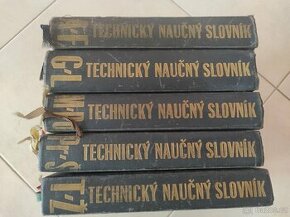 A-F TECHNICKÝ NAUČNÝ SLOVNÍK
G-L TECHNICKÝ NAUČNÝ SLOVNÍK
TECHNICKÝ NAUČNÝ SLOVNÍK
TECHNICKÝ NAUČNÝ SLOVNÍK
T-Z TECHNICKÝ NAUČNÝ SLOVNÍK